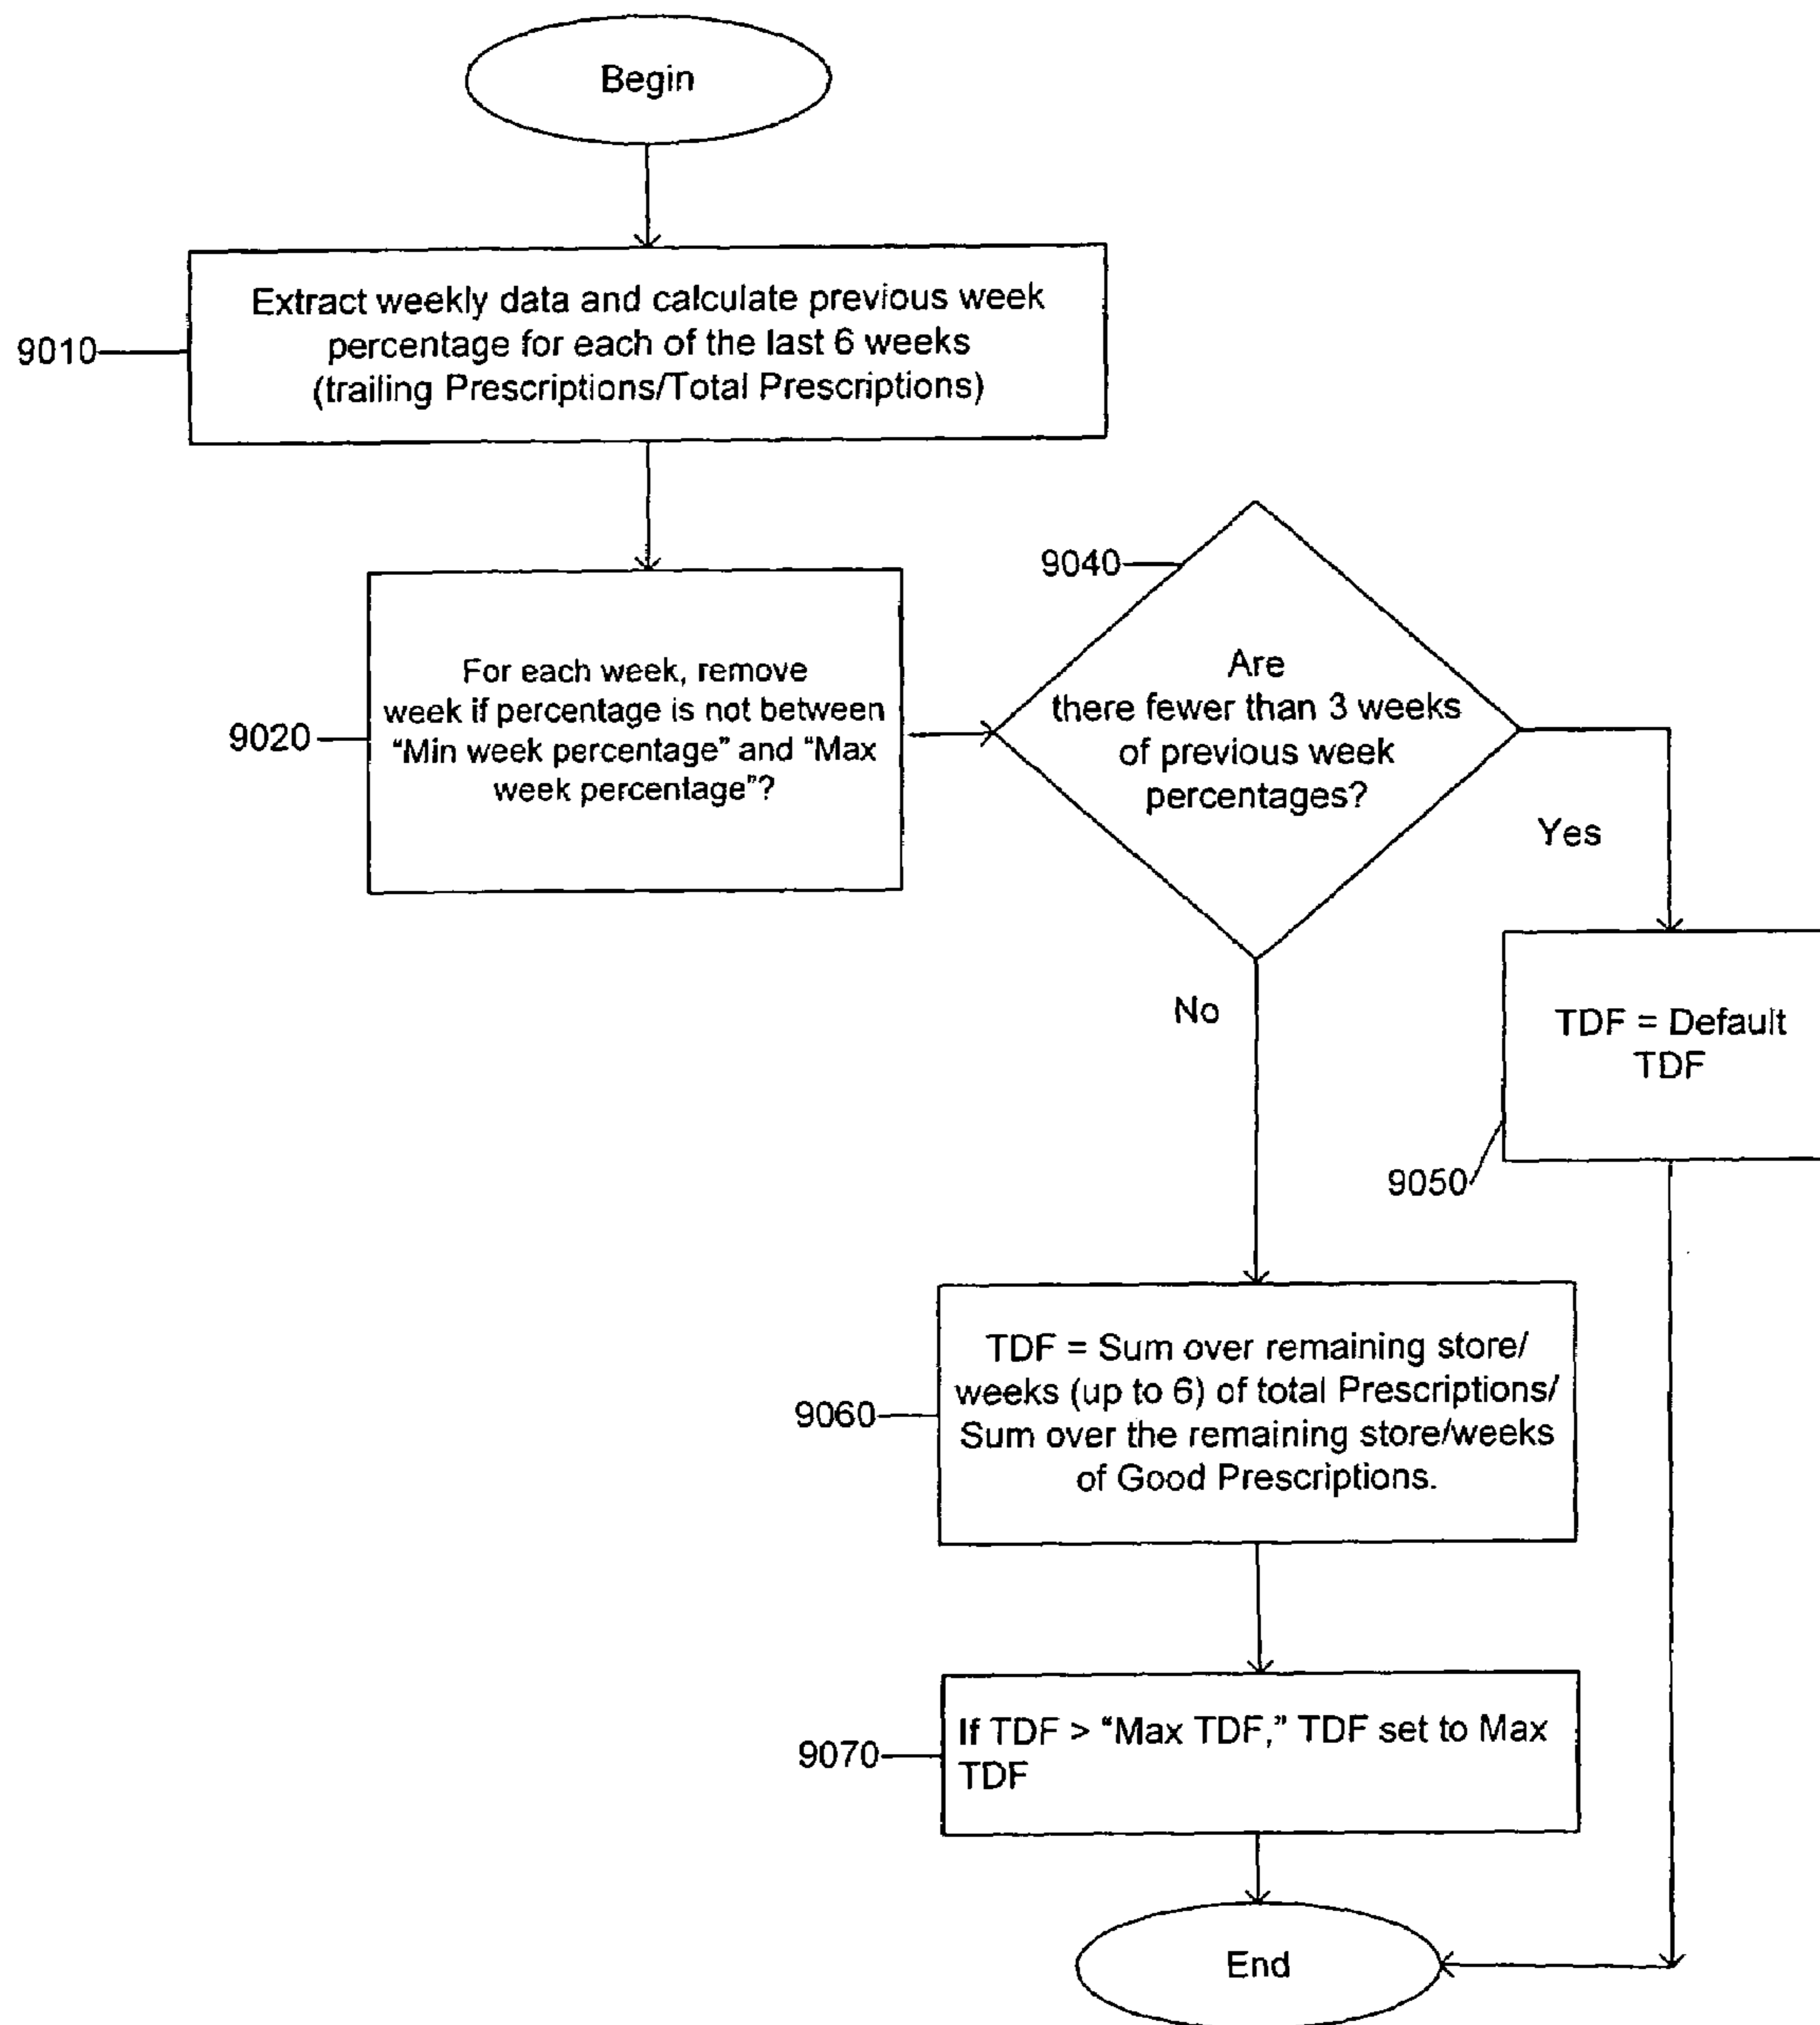 Begin
9010
Extract weekly data and calculate previous week
percentage for each of the last 6 weeks
(trailing Prescriptions/Total Prescriptions)
9020
For each week, remove
week if percentage is not between
“Min week percentage” and “Max
week percentage”?
9040
Are
there fewer than 3 weeks
of previous week
percentages?
Yes
No
TDF = Default
TDF
9050
9060
TDF = Sum over remaining store/
weeks (up to 6) of total Prescriptions/
Sum over the remaining store/weeks
of Good Prescriptions.
9070
If TDF > “Max TDF,” TDF set to Max
TDF
End